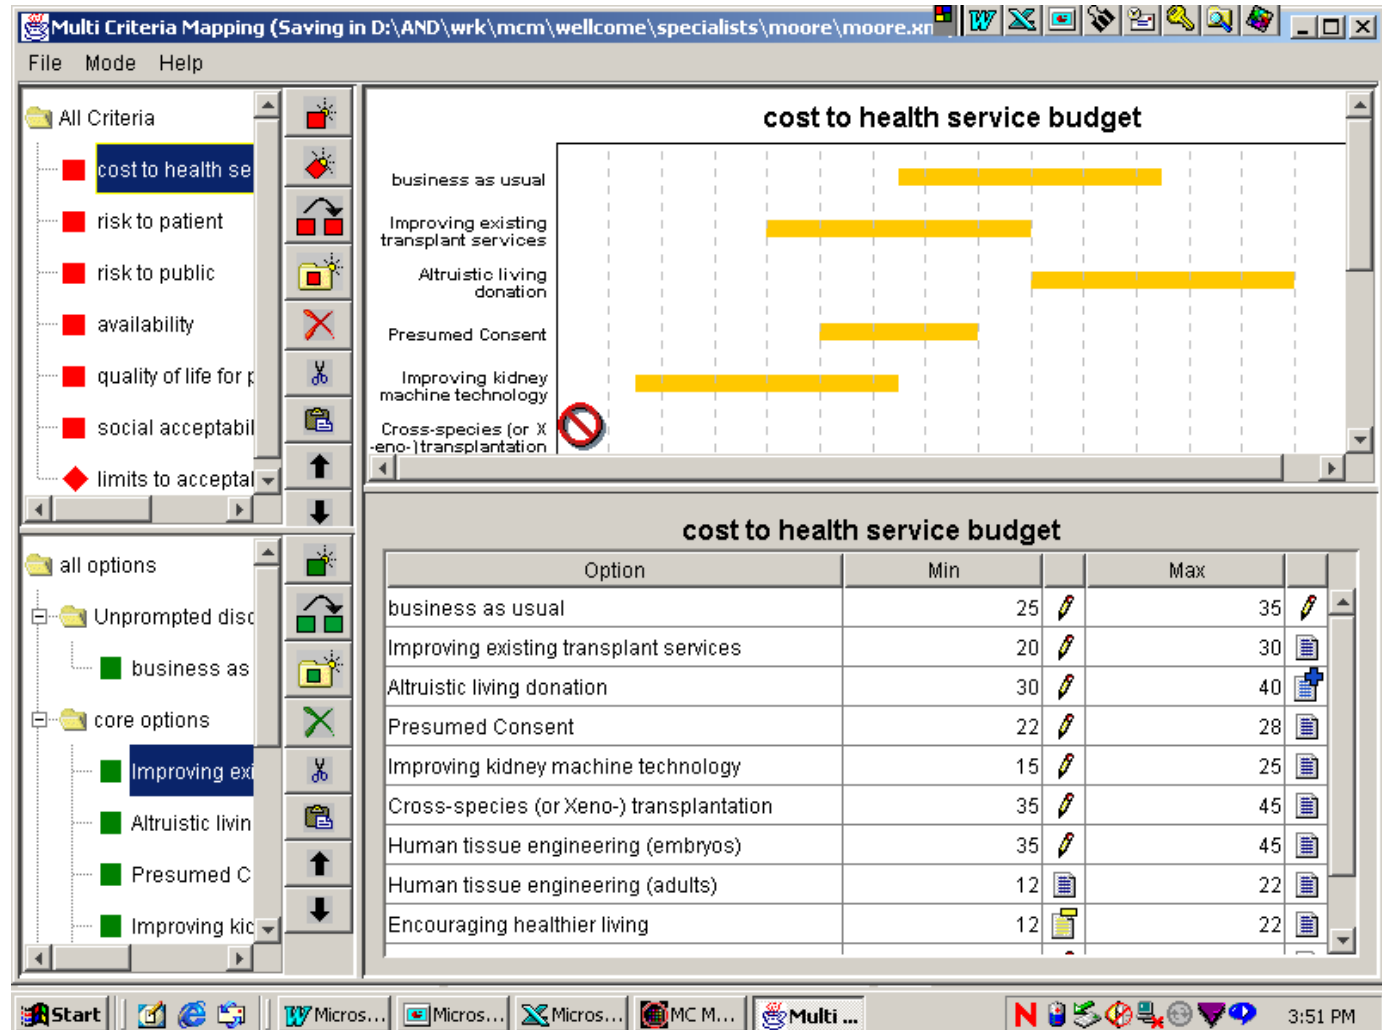 Multi Criteria Mapping (Saving in D:\AND\wrk\mcm\wellcome\specialists\moore\moore.xm
File Mode Help
All Criteria
cost to health se
risk to patient
risk to public
availability
quality of life for p
social acceptabil
limits to acceptal
cost to health service budget
business as usual
Improving existing
transplant services
Altruistic living
donation
Presumed Consent
Improving kidney
machine technology
Cross-species (or X
-eno-)transplantation
all options
Unprompted disc
business as
core options
Improving exi
Altruistic livin
Presumed C
Improving kic
cost to health service budget
Option Min Max
business as usual 25 35
Improving existing transplant services 20 30
Altruistic living donation 30 40
Presumed Consent 22 28
Improving kidney machine technology 15 25
Cross-species (or Xeno-) transplantation 35 45
Human tissue engineering (embryos) 35 45
Human tissue engineering (adults) 12 22
Encouraging healthier living 12 22
Start Micros... Micros... Micros... MC M... Multi ... 3:51 PM